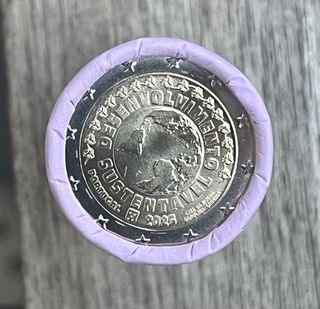 DESENVOLVIMENTO
SUSTENTÁVEL
PORTUGAL
2025